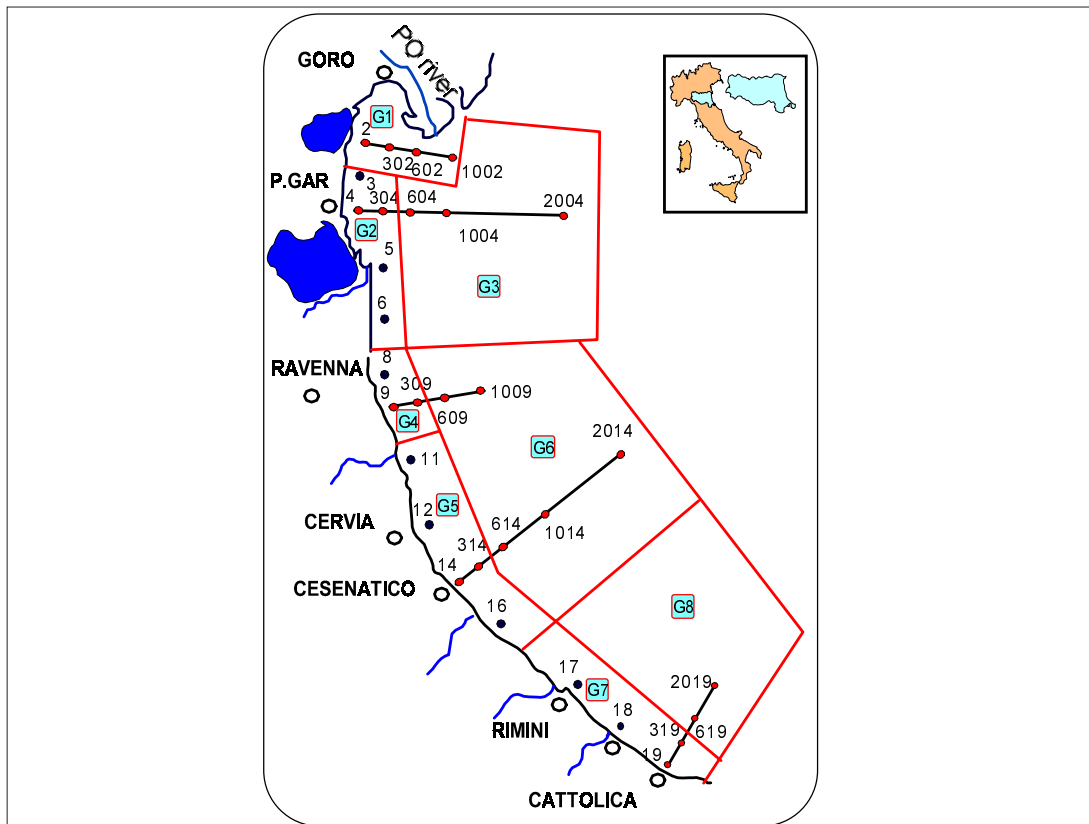 GORO
PO river
G1
2
302
602
1002
3
P.GAR
4
304
604
2004
1004
G2
5
G3
6
8
RAVENNA
9
309
1009
G4
609
G6
2014
11
12
G5
CERVIA
614
1014
314
14
CESENATICO
16
G8
17
G7
2019
18
319
619
RIMINI
19
CATTOLICA